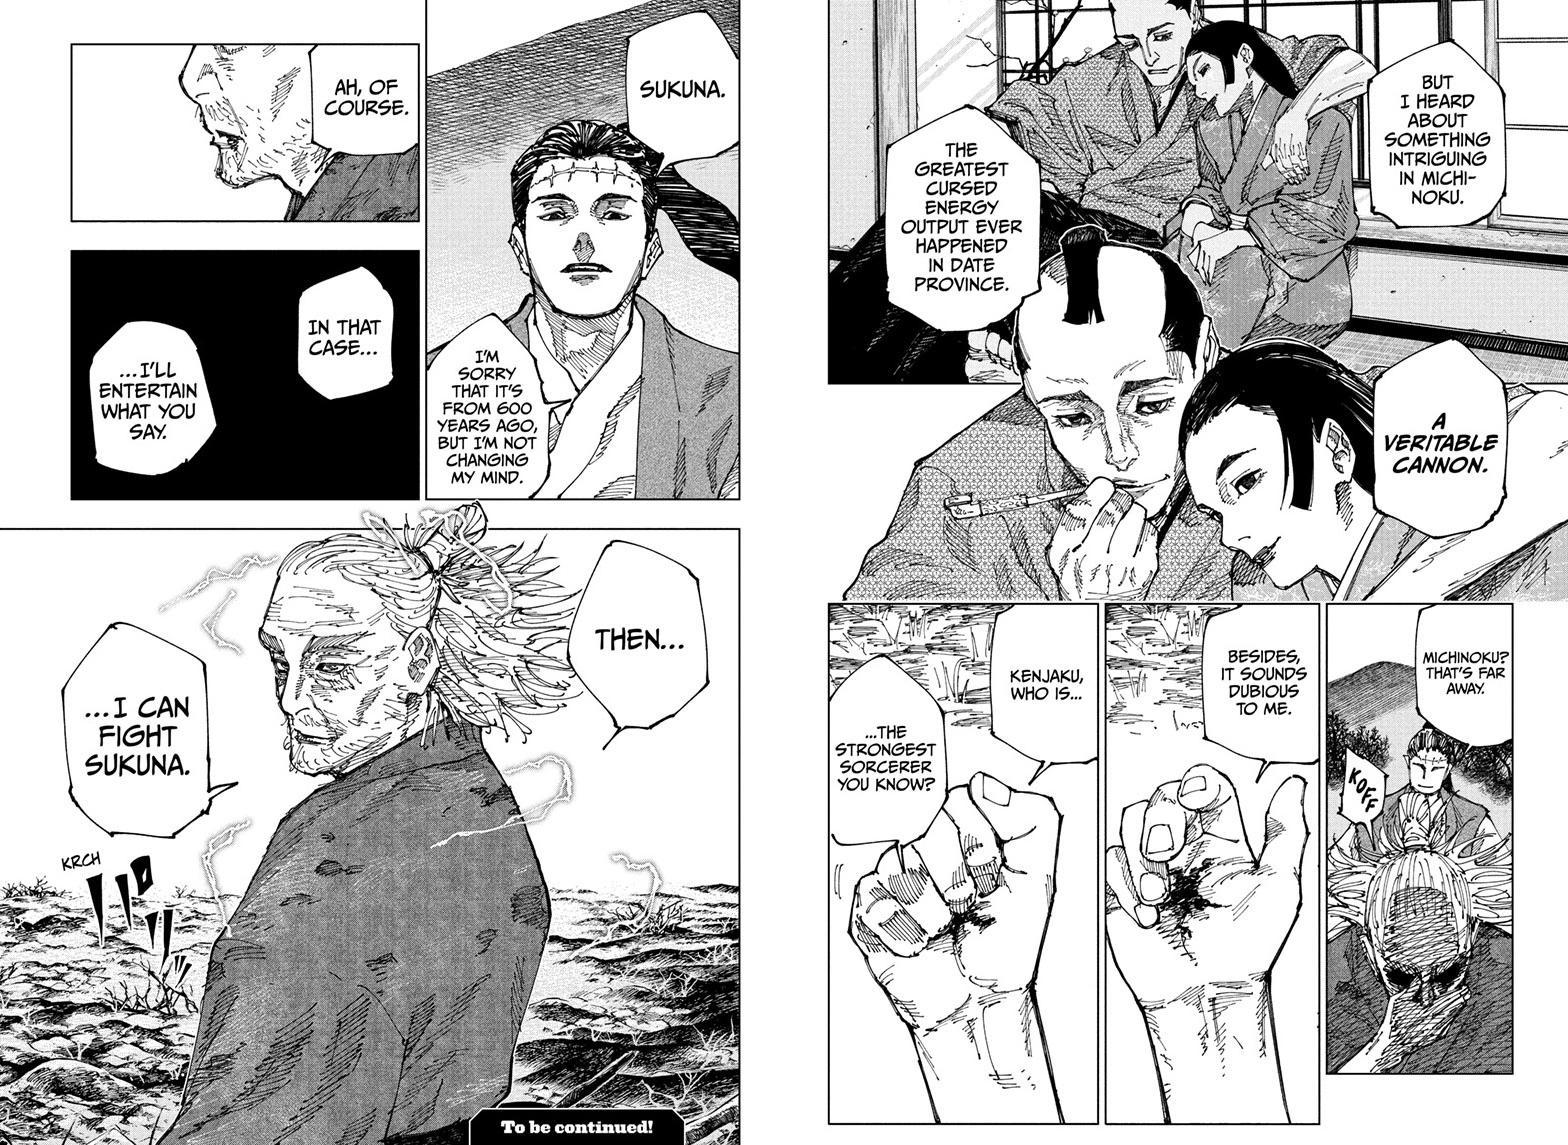 BUT
I HEARD
ABOUT
SOMETHING
INTRIGUING
IN MICHI-
NOKU.
THE
GREATEST
CURSED
ENERGY
OUTPUT EVER
HAPPENED
IN DATE
PROVINCE.
A
VERITABLE
CANNON.
MICHINOKU?
THAT'S FAR
AWAY.
KOFF
BESIDES,
IT SOUNDS
DUBIOUS
TO ME.
KENJAKU,
WHO IS...
...THE
STRONGEST
SORCERER
YOU KNOW?
SUKUNA.
I'M
SORRY
THAT IT'S
FROM 600
YEARS AGO,
BUT I'M NOT
CHANGING
MY MIND.
AH, OF
COURSE.
IN THAT
CASE...
...I'LL
ENTERTAIN
WHAT YOU
SAY.
THEN...
...I CAN
FIGHT
SUKUNA.
KRCH
To be continued!